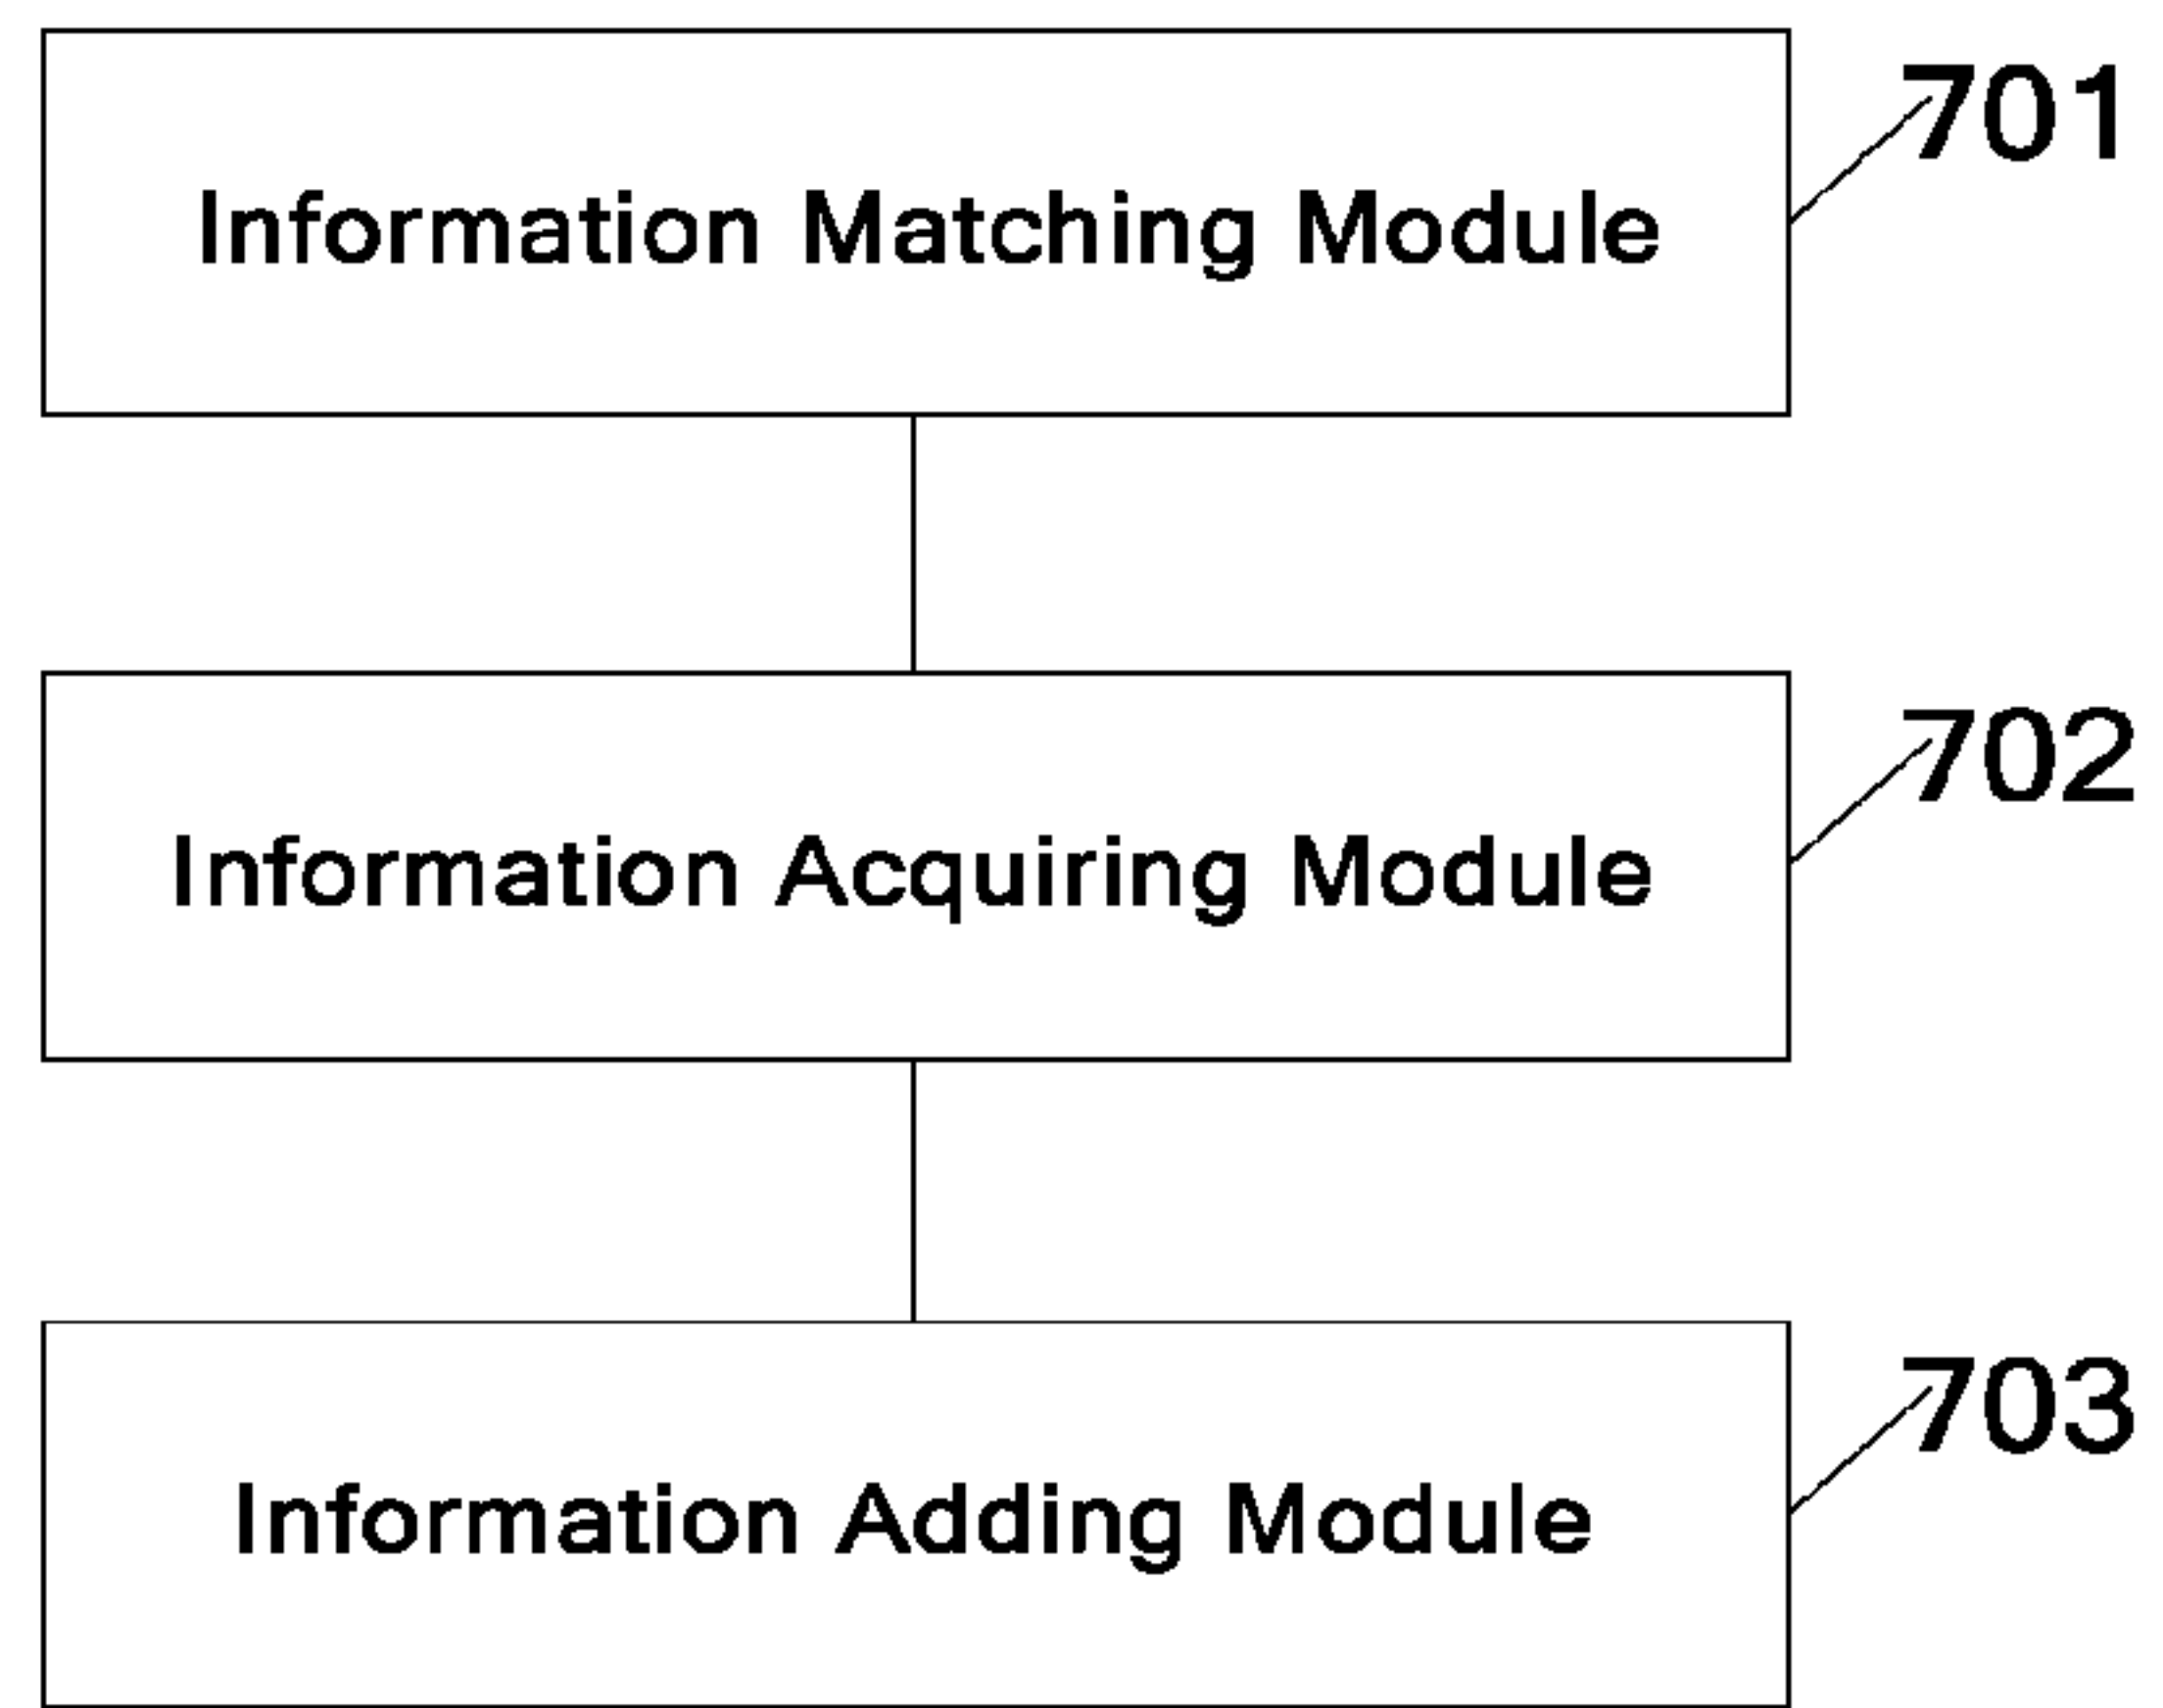 701
Information Matching Module
702
Information Acquiring Module
703
Information Adding Module